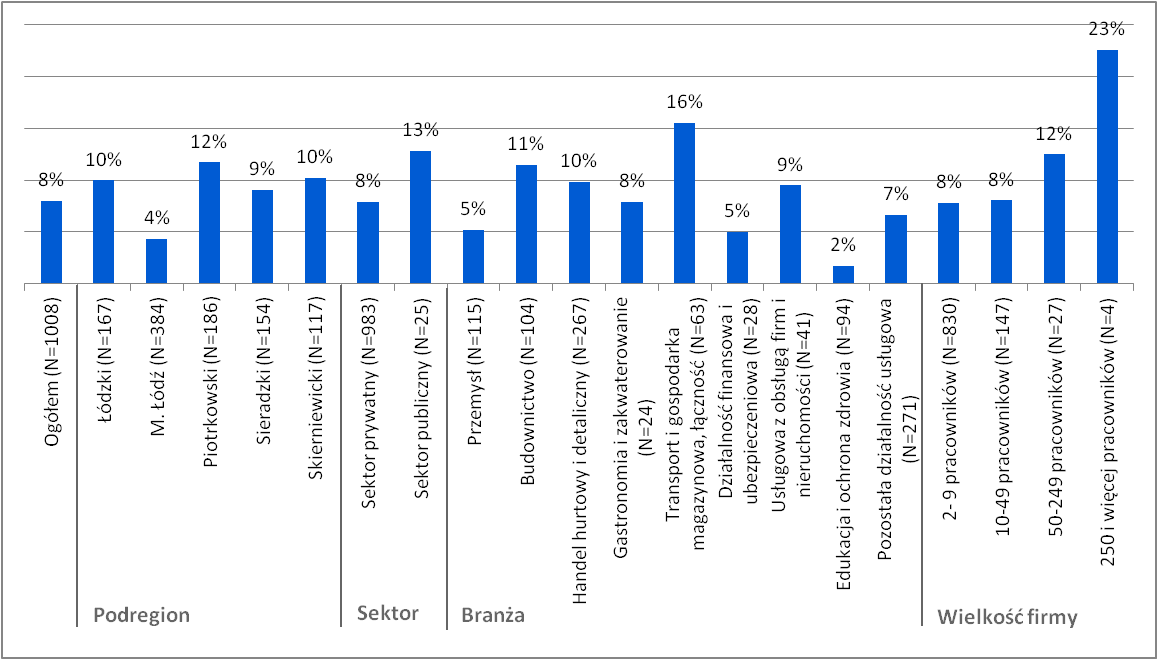 8%
10%
4%
12%
9%
10%
8%
13%
5%
11%
10%
8%
16%
5%
9%
2%
7%
8%
8%
12%
23%
Ogółem (N=1008)
Łódzki (N=167)
M. Łódź (N=384)
Piotrkowski (N=186)
Sieradzki (N=154)
Skierniewicki (N=117)
Sektor prywatny (N=983)
Sektor publiczny (N=25)
Przemysł (N=115)
Budownictwo (N=104)
Handel hurtowy i detaliczny (N=267)
Gastronomia i zakwaterowanie
(N=24)
Transport i gospodarka
magazynowa, łączność (N=63)
Działalność finansowa i
ubezpieczeniowa (N=28)
Usługowa z obsługą firm i
nieruchomości (N=41)
Edukacja i ochrona zdrowia (N=94)
Pozostała działalność usługowa
(N=271)
2- 9 pracowników (N=830)
10-49 pracowników (N=147)
50-249 pracowników (N=27)
250 i więcej pracowników (N=4)
Podregion
Sektor
Branża
Wielkość firmy